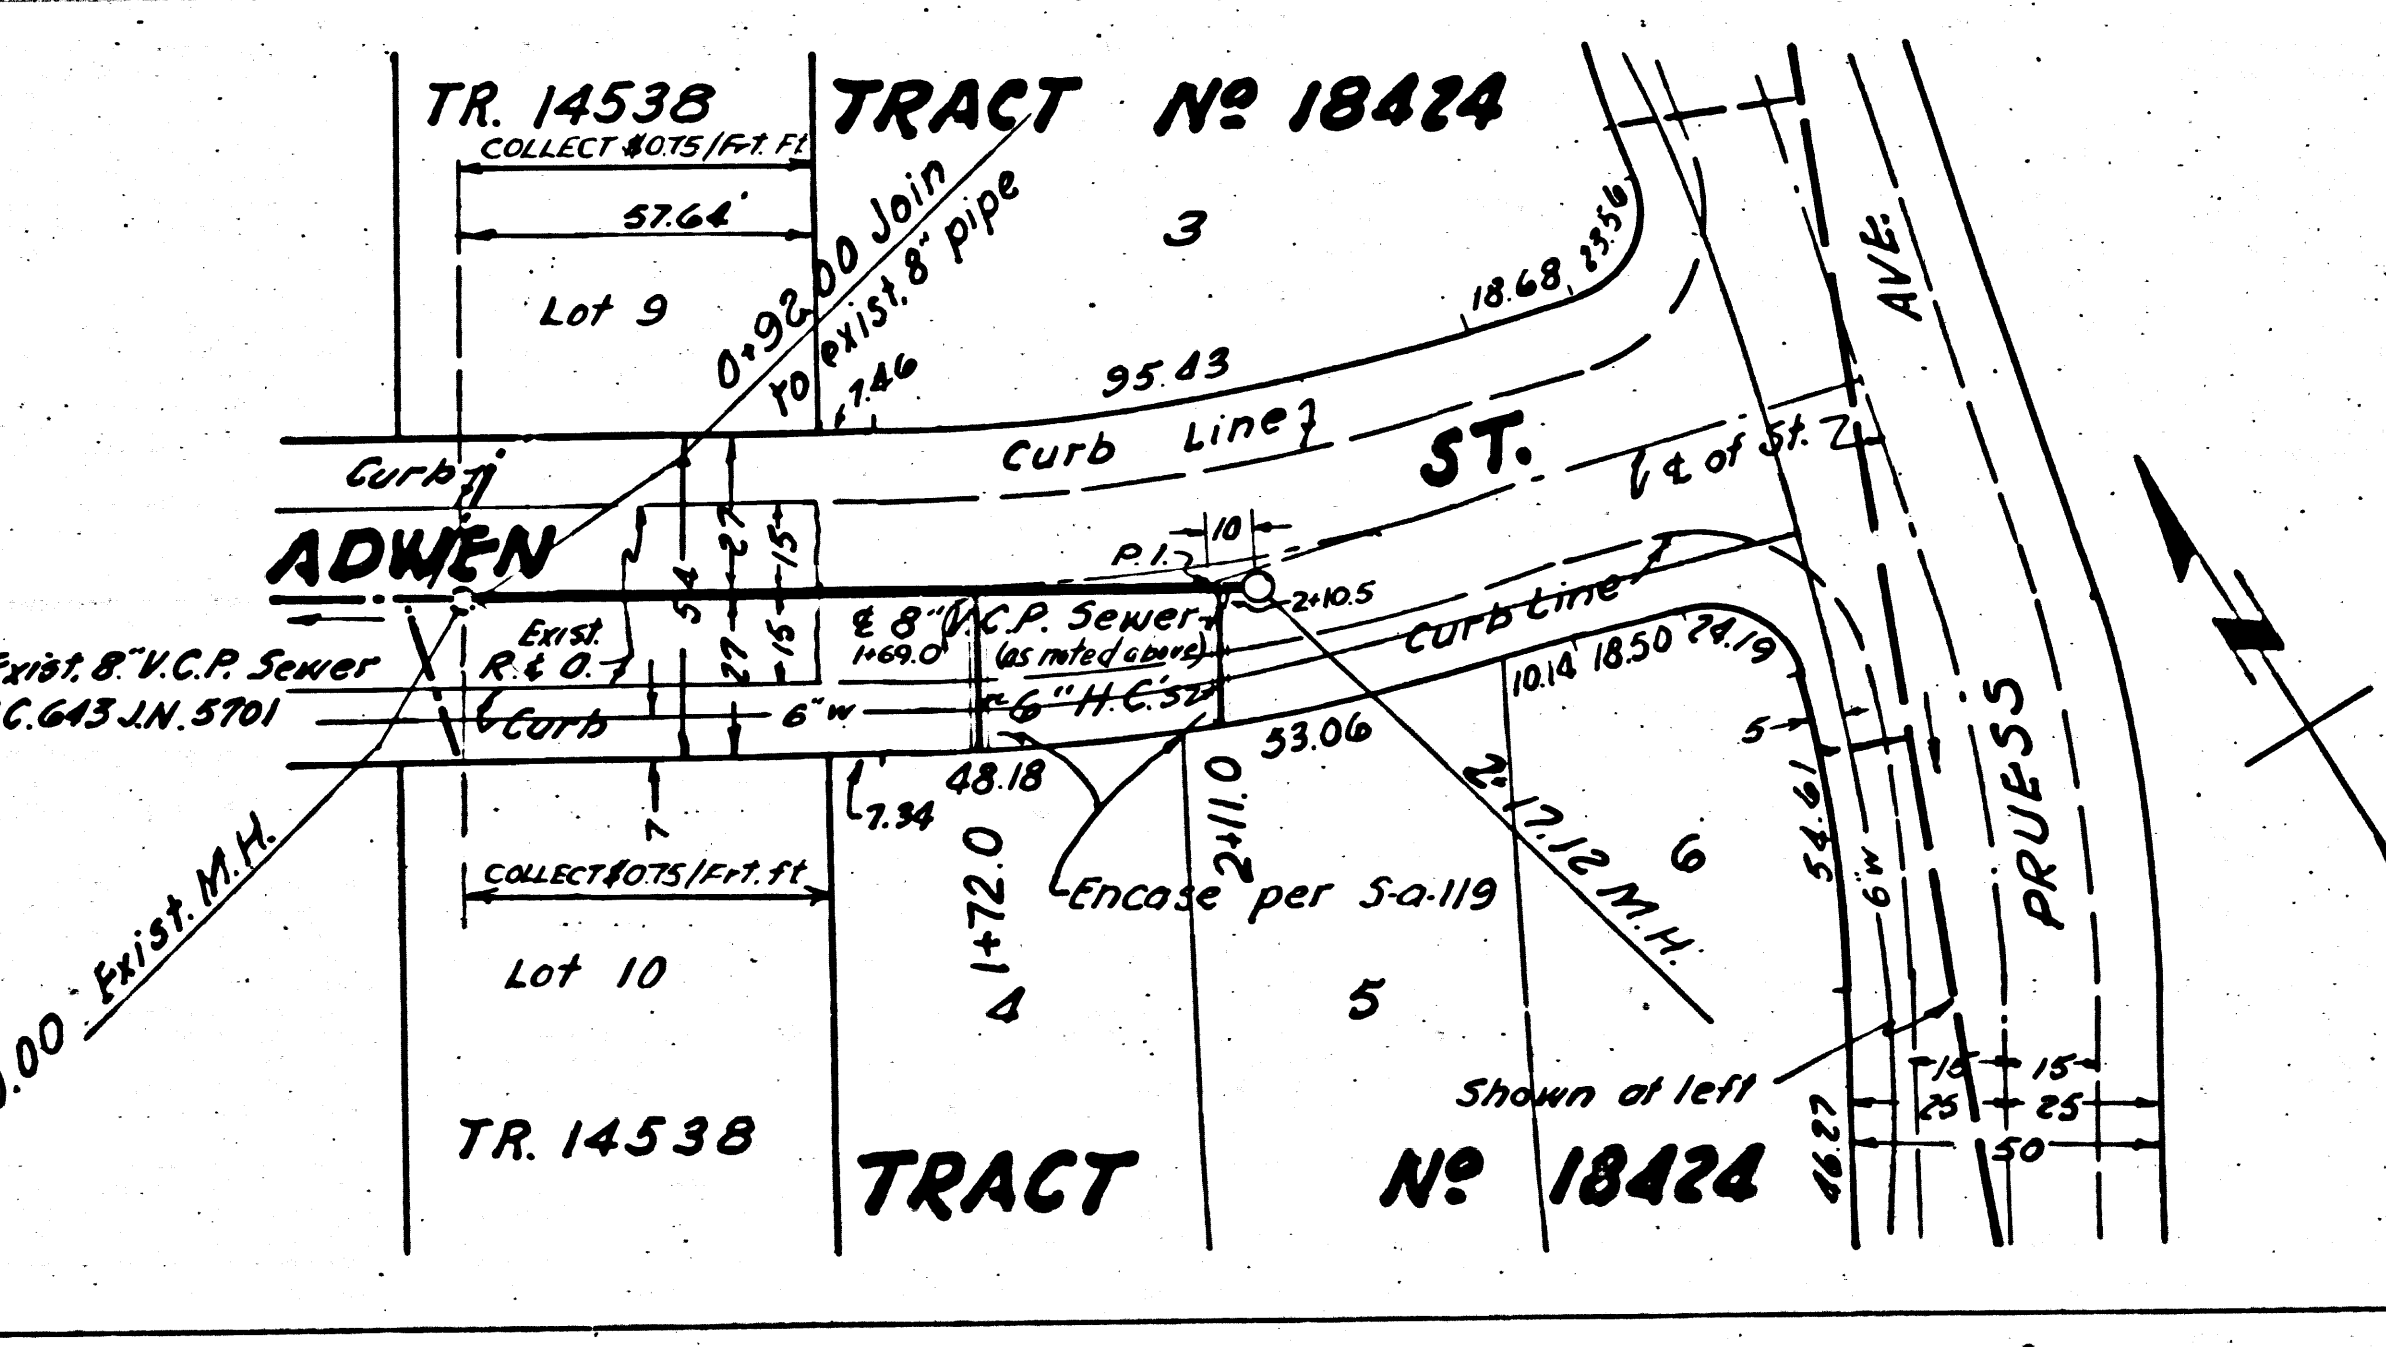 TR. 14538
COLLECT $0.75/Frt. Ft
57.64'
Lot 9
TRACT Nº 18424
3
0+92.00 Join
to exist. 8" pipe
7.46
95.43
18.68
23.56
AVE.
Curb
Curb Line
ST.
℄ of St.
ADWEN
54
27
27
15
15
P.I.
10
2+10.5
Exist.
R. & O.
℄ 8" V.C.P. Sewer
1+69.0
(as noted above)
6" H.C.'s
Curb Line
Exist. 8" V.C.P. Sewer
C.643 J.N. 5701
Curb
6" W
10.14
18.50
24.19
5
53.06
48.18
7.34
7
1+72.0
2+11.0
2+17.12 M.H.
Encase per S-a-119
COLLECT $0.75/Frt. ft
Exist. M.H.
.00
Lot 10
4
5
6
54.61
6" W
PRUESS
Shown at left
15
15
25
25
50
46.27
TR. 14538
TRACT Nº 18424